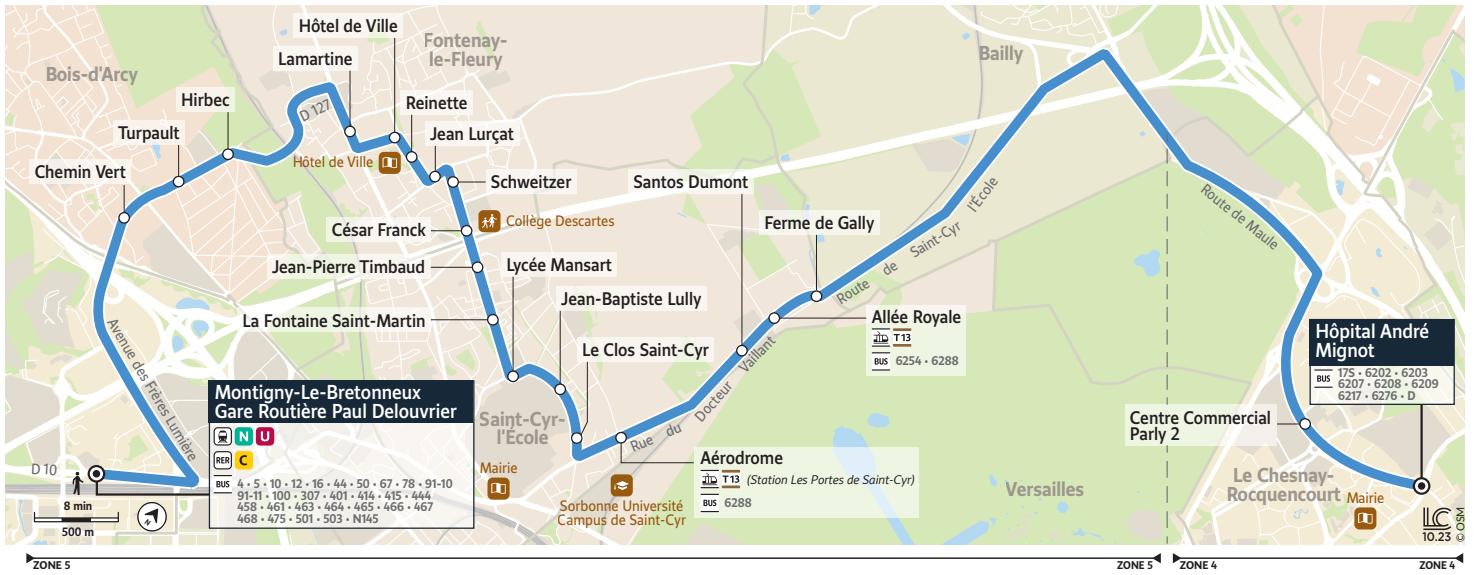 Hôtel de Ville
Fontenay-
le-Fleury
Bailly
Lamartine
Bois-d'Arcy
Hirbec
D 127
Reinette
Turpault
Jean Lurçat
Hôtel de Ville
Chemin Vert
Schweitzer
Santos Dumont
Collège Descartes
César Franck
Ferme de Gally
Route de Saint-Cyr l'École
Route de Maule
Jean-Pierre Timbaud
Lycée Mansart
Jean-Baptiste Lully
La Fontaine Saint-Martin
Le Clos Saint-Cyr
Allée Royale
T13
BUS 6254 • 6288
Avenue des Frères Lumière
Rue du Docteur Vaillant
Hôpital André
Mignot
BUS 17S • 6202 • 6203
6207 • 6208 • 6209
6217 • 6276 • D
Montigny-Le-Bretonneux
Gare Routière Paul Delouvrier
N U
RER C
BUS 4 • 5 • 10 • 12 • 16 • 44 • 50 • 67 • 78 • 91-10
91-11 • 100 • 307 • 401 • 414 • 415 • 444
458 • 461 • 463 • 464 • 465 • 466 • 467
468 • 475 • 501 • 503 • N145
Saint-Cyr-
l'École
Centre Commercial
Parly 2
D 10
Mairie
Aérodrome
T13 (Station Les Portes de Saint-Cyr)
BUS 6288
Sorbonne Université
Campus de Saint-Cyr
Versailles
Le Chesnay-
Rocquencourt
Mairie
8 min
500 m
LC
10.23
© OSM
ZONE 5
ZONE 5
ZONE 4
ZONE 4